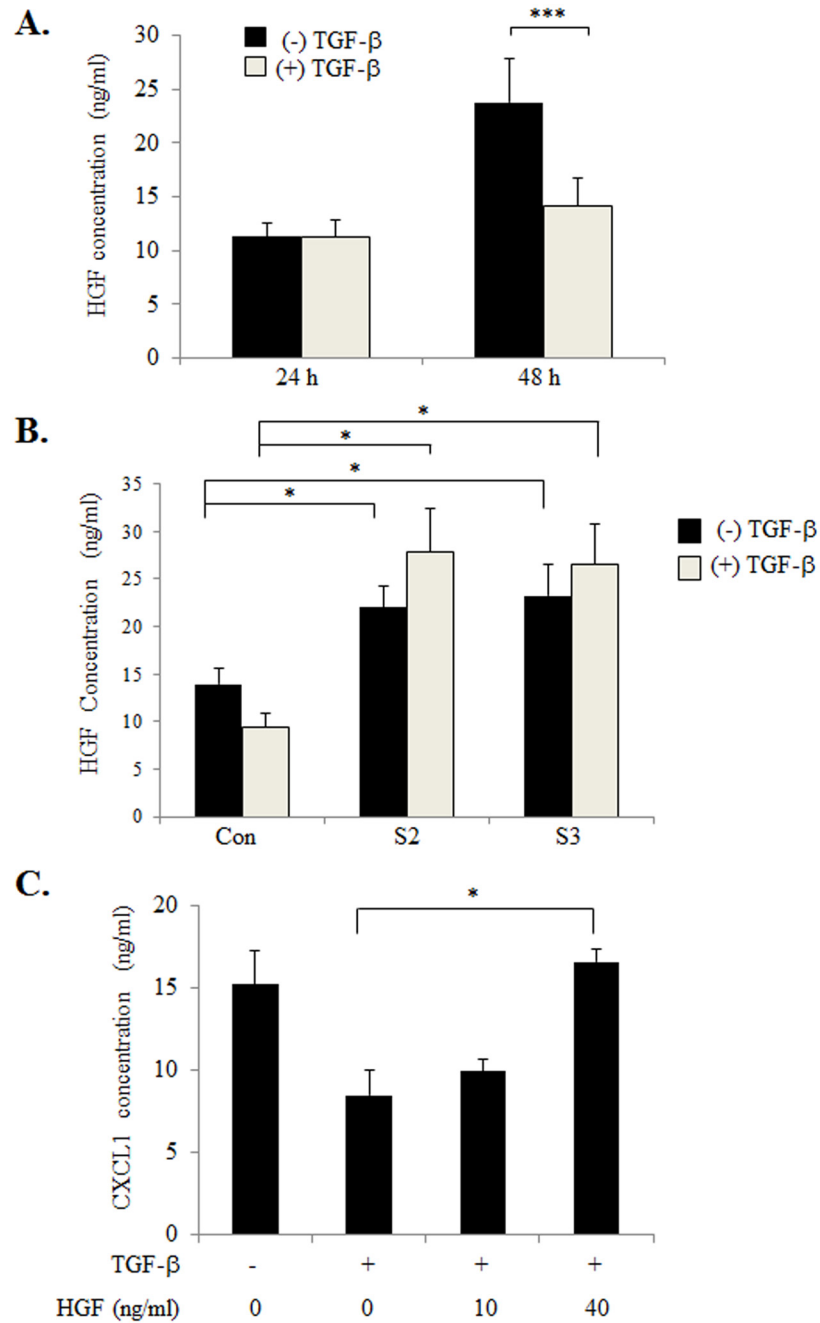 A.
***
30
(-) TGF-β
(+) TGF-β
25
20
15
10
5
0
HGF concentration (ng/ml)
24 h
48 h
B.
*
*
*
*
35
30
25
20
15
10
5
0
HGF Concentration (ng/ml)
(-) TGF-β
(+) TGF-β
Con
S2
S3
C.
*
20
15
10
5
0
CXCL1 concentration (ng/ml)
TGF-β - + + +
HGF (ng/ml) 0 0 10 40